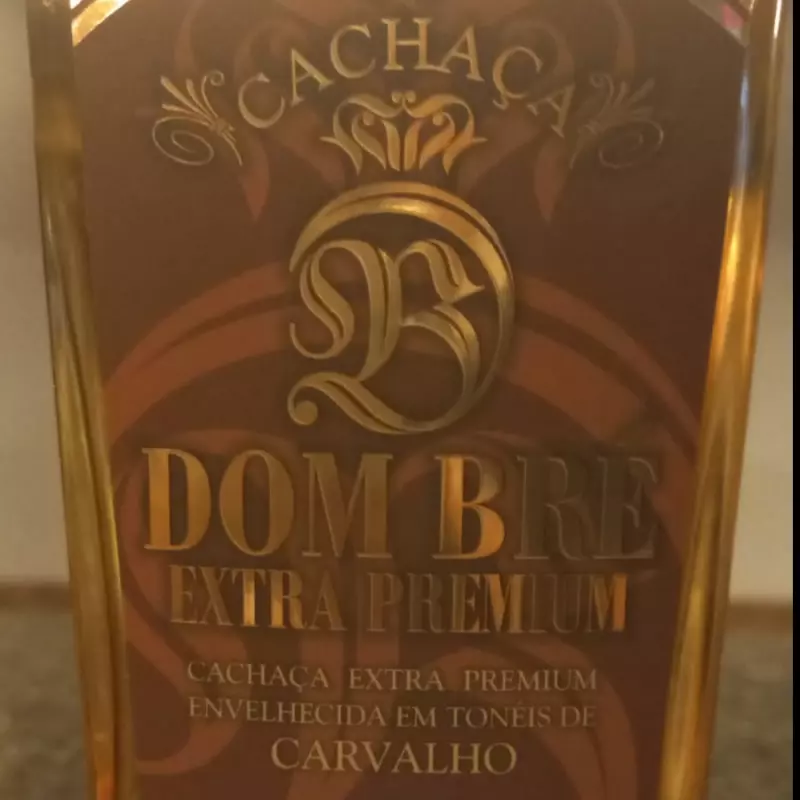 CACHAÇA
B
DOM BRE
EXTRA PREMIUM
CACHAÇA EXTRA PREMIUM
ENVELHECIDA EM TONÉIS DE
CARVALHO